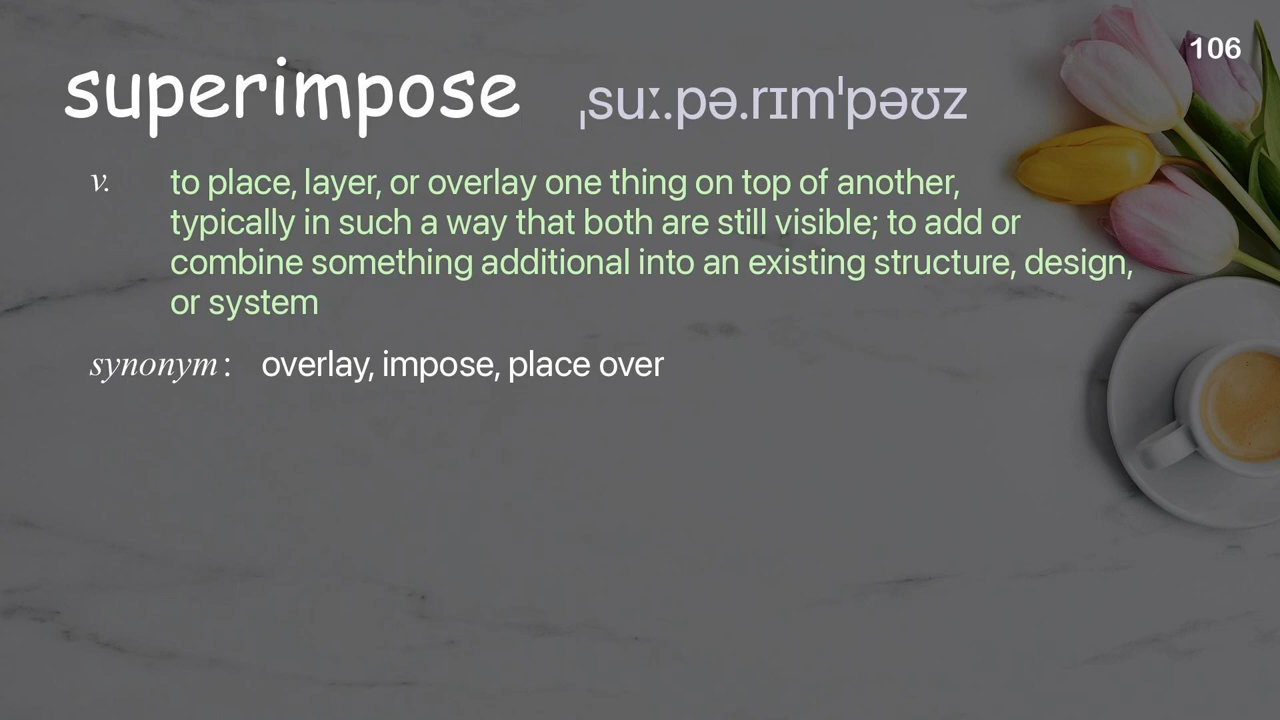 106
superimpose ˌsuː.pə.rɪmˈpəʊz
v. to place, layer, or overlay one thing on top of another,
typically in such a way that both are still visible; to add or
combine something additional into an existing structure, design,
or system
synonym: overlay, impose, place over